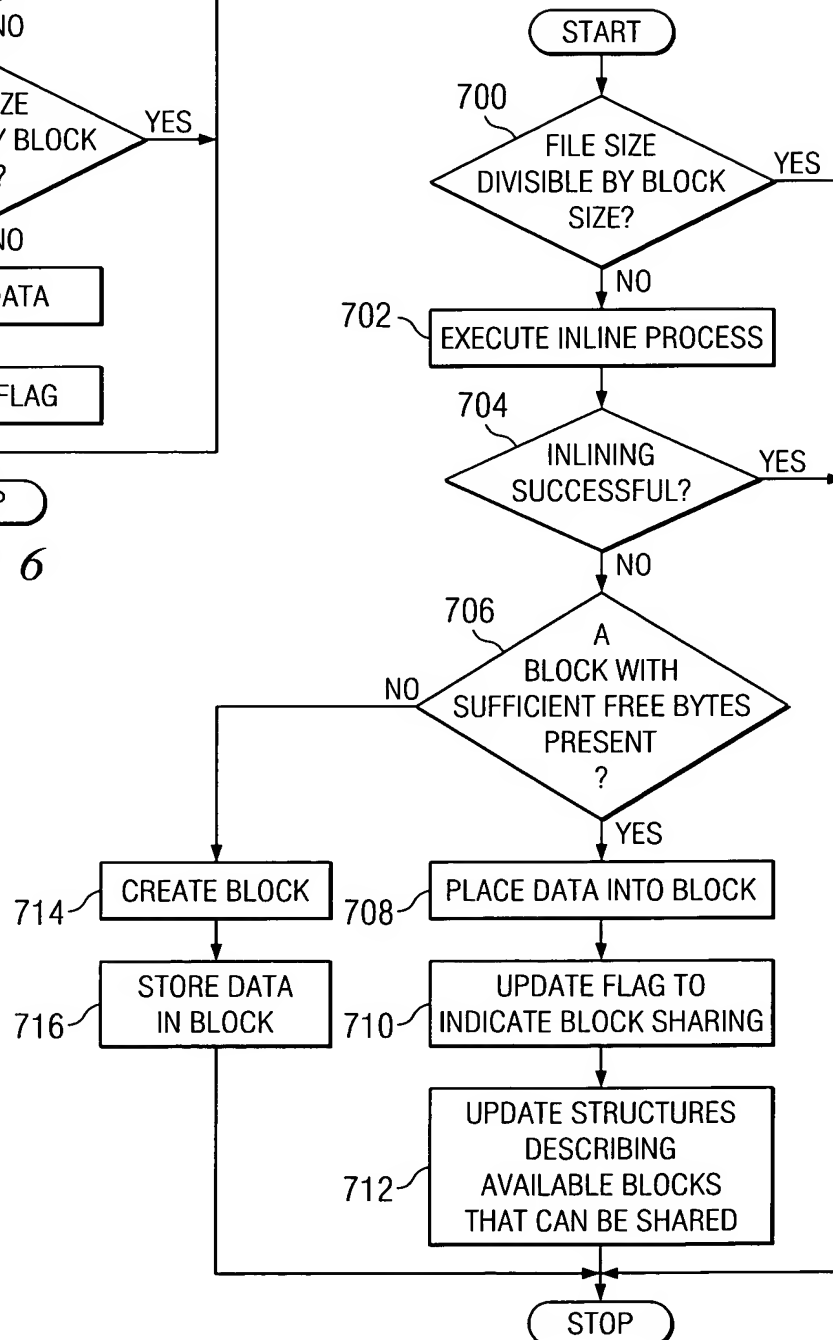 NO
ZE
BLOCK
?
YES
NO
ATA
FLAG
P
6
START
700
FILE SIZE
DIVISIBLE BY BLOCK
SIZE?
YES
NO
702
EXECUTE INLINE PROCESS
704
INLINING
SUCCESSFUL?
YES
NO
706
A
BLOCK WITH
SUFFICIENT FREE BYTES
PRESENT
?
NO
YES
714
CREATE BLOCK
708
PLACE DATA INTO BLOCK
716
STORE DATA
IN BLOCK
710
UPDATE FLAG TO
INDICATE BLOCK SHARING
712
UPDATE STRUCTURES
DESCRIBING
AVAILABLE BLOCKS
THAT CAN BE SHARED
STOP